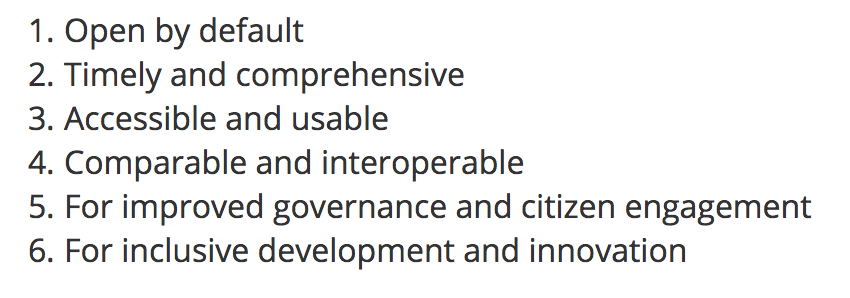 1. Open by default
2. Timely and comprehensive
3. Accessible and usable
4. Comparable and interoperable
5. For improved governance and citizen engagement
6. For inclusive development and innovation